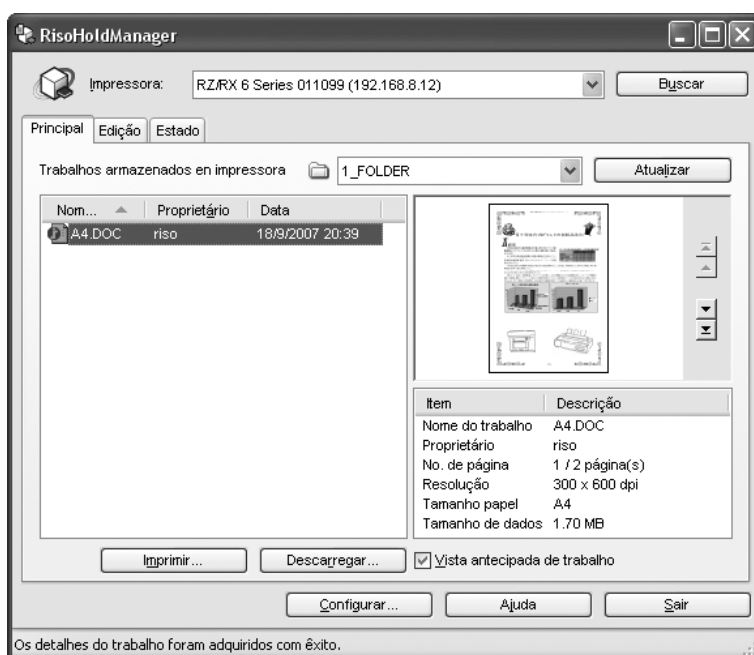 RisoHoldManager
Impressora: RZ/RX 6 Series 011099 (192.168.8.12) Buscar
Principal Edição Estado
Trabalhos armazenados en impressora 1_FOLDER Atualizar
Nom... Proprietário Data
A4.DOC riso 18/9/2007 20:39
Item Descrição
Nome do trabalho A4.DOC
Proprietário riso
No. de página 1 / 2 página(s)
Resolução 300 x 600 dpi
Tamanho papel A4
Tamanho de dados 1.70 MB
Imprimir... Descarregar... Vista antecipada de trabalho
Configurar... Ajuda Sair
Os detalhes do trabalho foram adquiridos com êxito.